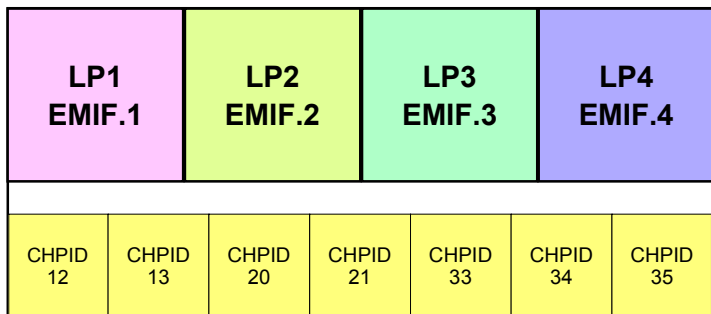 LP1
EMIF.1
LP2
EMIF.2
LP3
EMIF.3
LP4
EMIF.4
CHPID
12
CHPID
13
CHPID
20
CHPID
21
CHPID
33
CHPID
34
CHPID
35